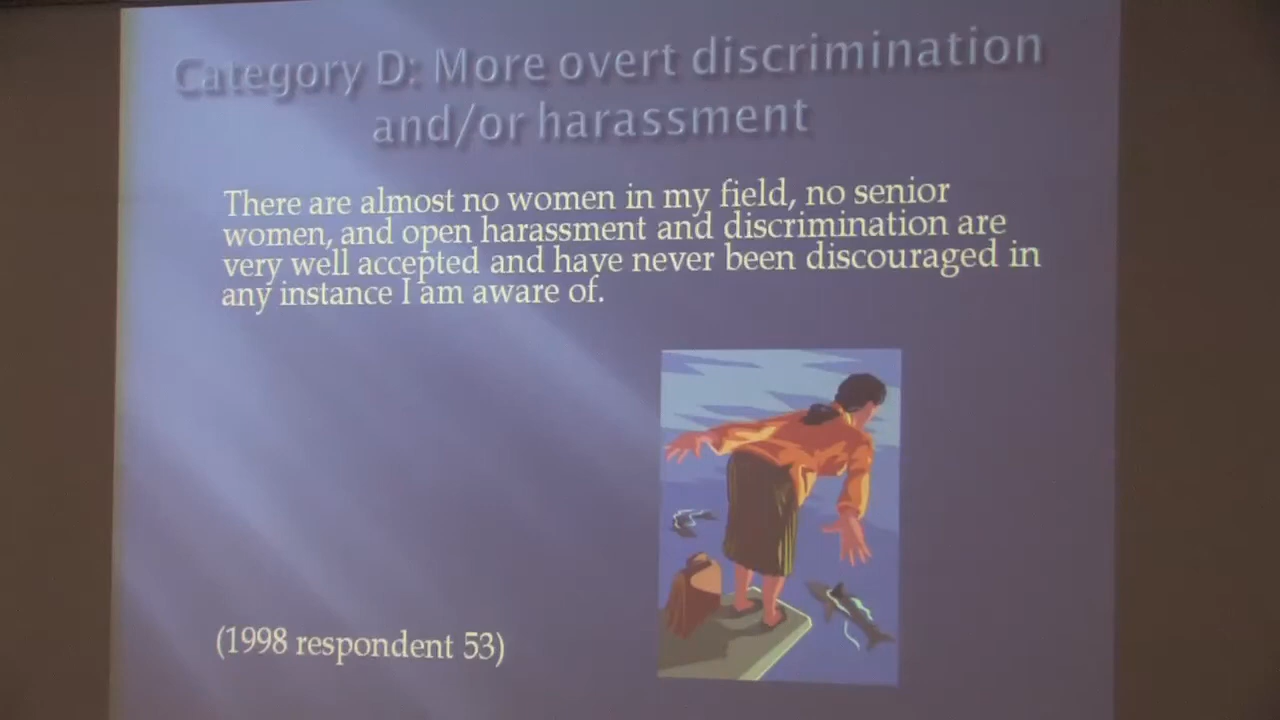 Category D: More overt discrimination
and/or harassment
There are almost no women in my field, no senior
women, and open harassment and discrimination are
very well accepted and have never been discouraged in
any instance I am aware of.
(1998 respondent 53)